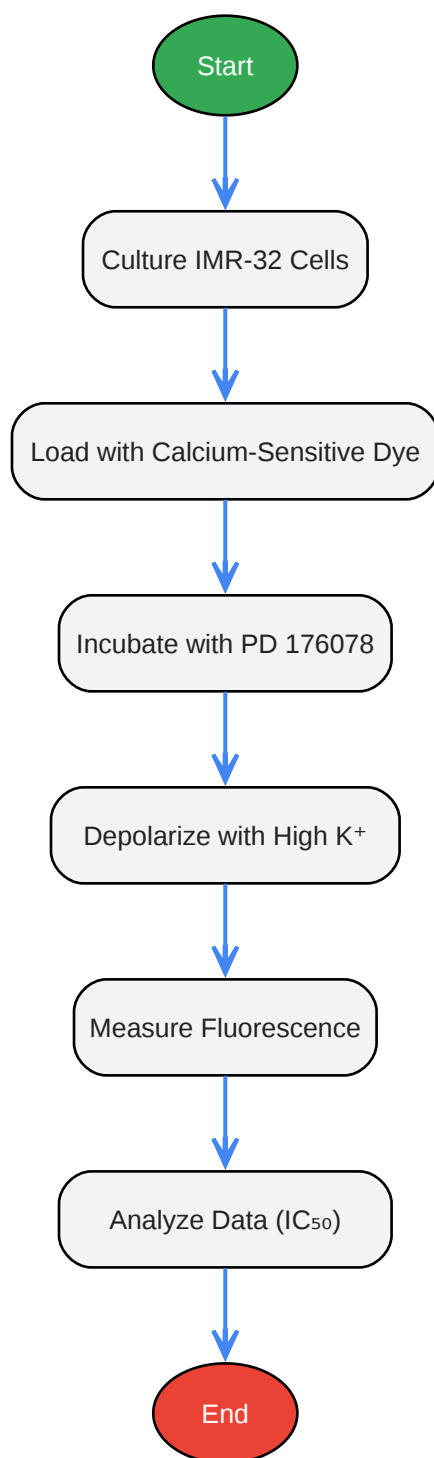 Start
Culture IMR-32 Cells
Load with Calcium-Sensitive Dye
Incubate with PD 176078
Depolarize with High K⁺
Measure Fluorescence
Analyze Data (IC₅₀)
End